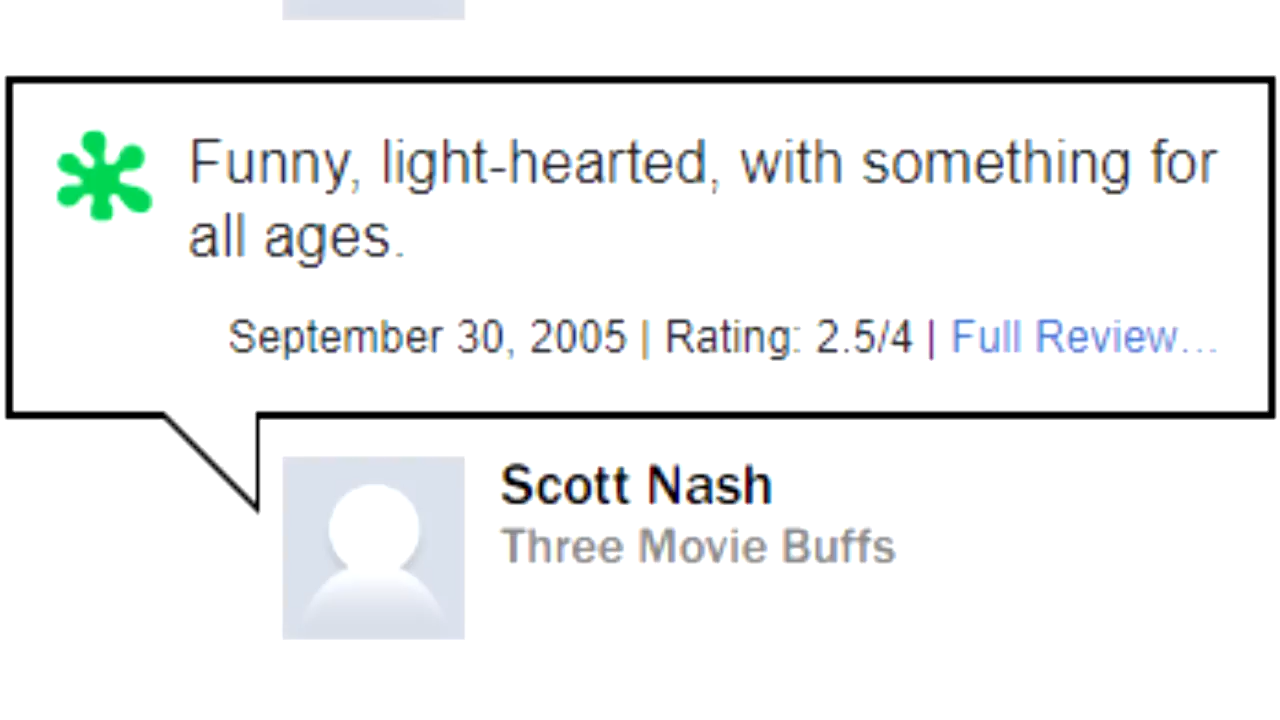 Funny, light-hearted, with something for
all ages.
September 30, 2005 | Rating: 2.5/4 | Full Review...
Scott Nash
Three Movie Buffs